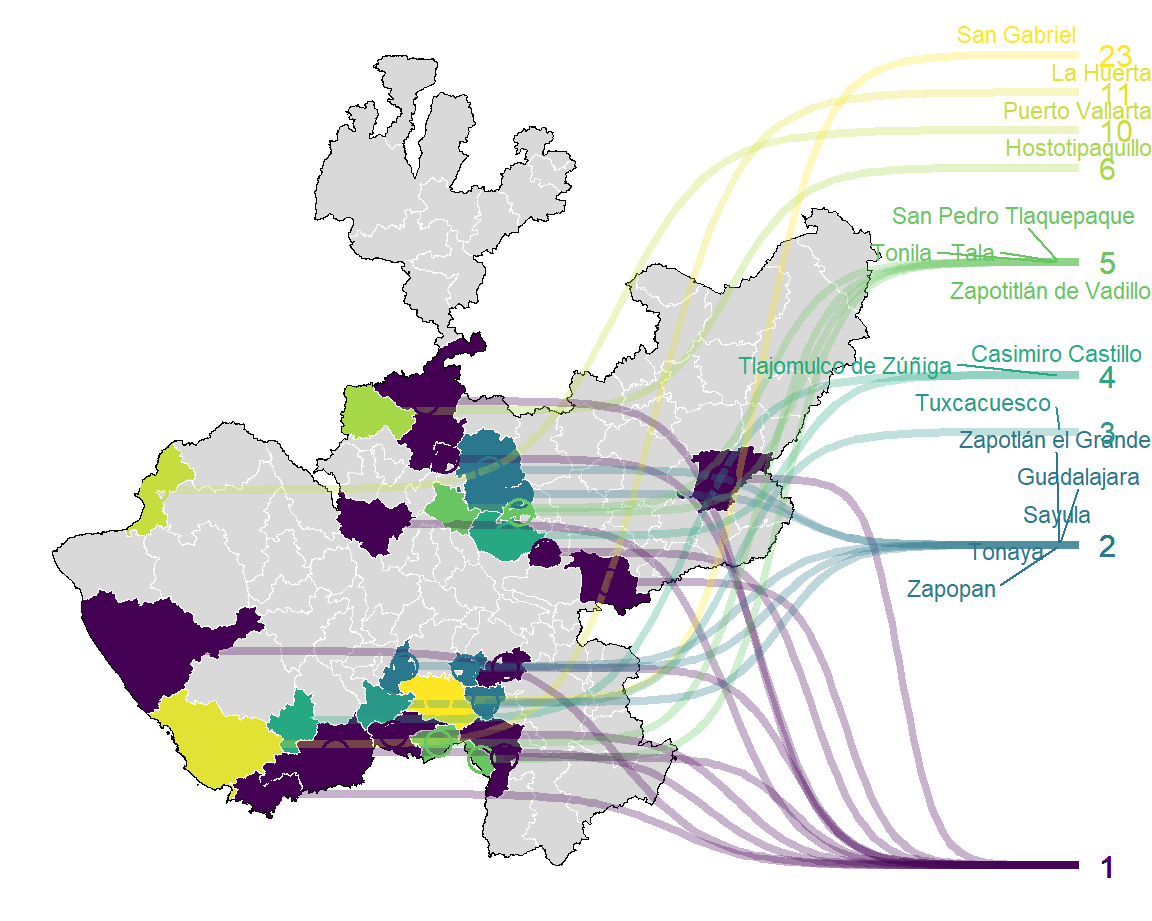 San Gabriel
23
La Huerta
11
Puerto Vallarta
10
Hostotipaquillo
6
San Pedro Tlaquepaque
Tonila
Tala
5
Zapotitlán de Vadillo
Casimiro Castillo
Tlajomulco de Zúñiga
4
Tuxcacuesco
3
Zapotlán el Grande
Guadalajara
Sayula
2
Tonaya
Zapopan
1